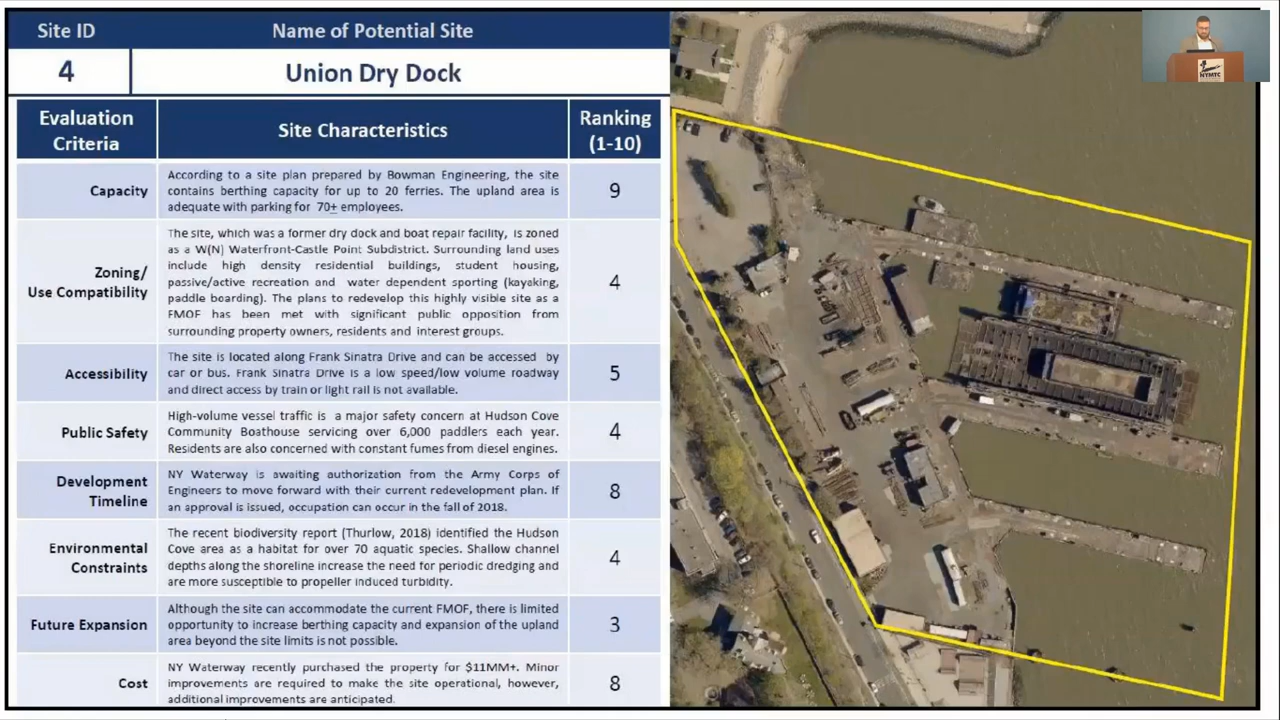 Site ID
Name of Potential Site
4
Union Dry Dock
Evaluation
Criteria
Site Characteristics
Ranking
(1-10)
Capacity
According to a site plan prepared by Bowman Engineering, the site
contains berthing capacity for up to 20 ferries. The upland area is
adequate with parking for 70+ employees.
9
Zoning/
Use Compatibility
The site, which was a former dry dock and boat repair facility, is zoned
as a W(N) Waterfront-Castle Point Subdistrict. Surrounding land uses
include high density residential buildings, student housing,
passive/active recreation and water dependent sporting (kayaking,
paddle boarding). The plans to redevelop this highly visible site as a
FMOF has been met with significant public opposition from
surrounding property owners, residents and interest groups.
4
Accessibility
The site is located along Frank Sinatra Drive and can be accessed by
car or bus. Frank Sinatra Drive is a low speed/low volume roadway
and direct access by train or light rail is not available.
5
Public Safety
High-volume vessel traffic is a major safety concern at Hudson Cove
Community Boathouse servicing over 6,000 paddlers each year.
Residents are also concerned with constant fumes from diesel engines.
4
Development
Timeline
NY Waterway is awaiting authorization from the Army Corps of
Engineers to move forward with their current redevelopment plan. If
an approval is issued, occupation can occur in the fall of 2018.
8
Environmental
Constraints
The recent biodiversity report (Thurlow, 2018) identified the Hudson
Cove area as a habitat for over 70 aquatic species. Shallow channel
depths along the shoreline increase the need for periodic dredging and
are more susceptible to propeller induced turbidity.
4
Future Expansion
Although the site can accommodate the current FMOF, there is limited
opportunity to increase berthing capacity and expansion of the upland
area beyond the site limits is not possible.
3
Cost
NY Waterway recently purchased the property for $11MM+. Minor
improvements are required to make the site operational, however,
additional improvements are anticipated.
8
NYMTC